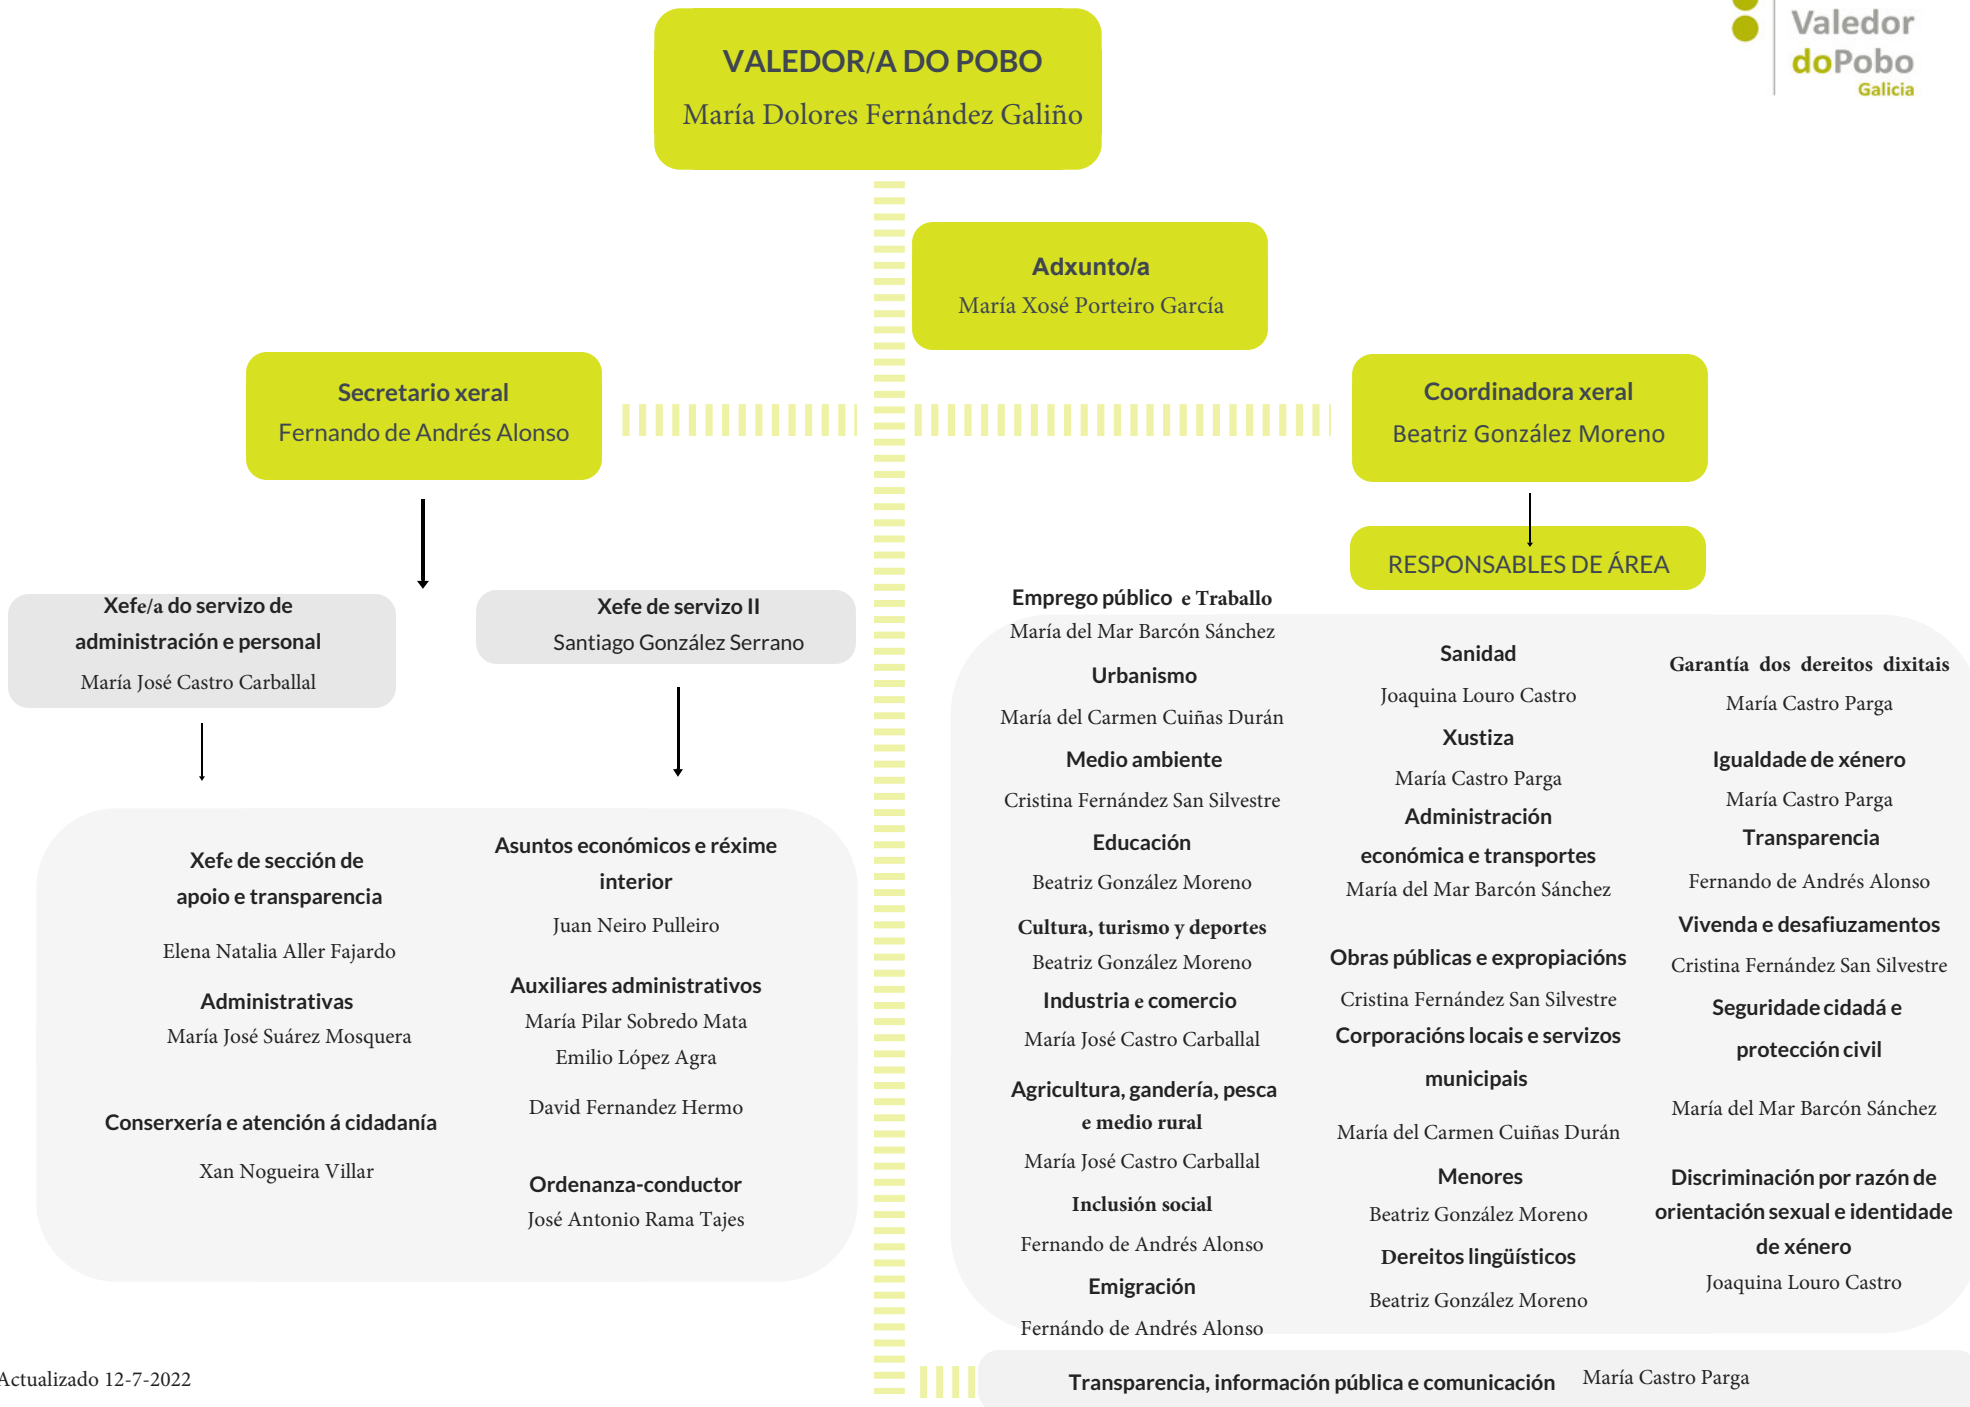 Valedor
doPobo
Galicia
VALEDOR/A DO POBO
María Dolores Fernández Galiño
Adxunto/a
María Xosé Porteiro García
Secretario xeral
Fernando de Andrés Alonso
Coordinadora xeral
Beatriz González Moreno
RESPONSABLES DE ÁREA
Xefe/a do servizo de
administración e personal
María José Castro Carballal
Xefe de servizo II
Santiago González Serrano
Xefe de sección de
apoio e transparencia
Elena Natalia Aller Fajardo
Administrativas
María José Suárez Mosquera
Conserxería e atención á cidadanía
Xan Nogueira Villar
Asuntos económicos e réxime
interior
Juan Neiro Pulleiro
Auxiliares administrativos
María Pilar Sobredo Mata
Emilio López Agra
David Fernandez Hermo
Ordenanza-conductor
José Antonio Rama Tajes
Emprego público e Traballo
María del Mar Barcón Sánchez
Urbanismo
María del Carmen Cuiñas Durán
Medio ambiente
Cristina Fernández San Silvestre
Educación
Beatriz González Moreno
Cultura, turismo y deportes
Beatriz González Moreno
Industria e comercio
María José Castro Carballal
Agricultura, gandería, pesca
e medio rural
María José Castro Carballal
Inclusión social
Fernando de Andrés Alonso
Emigración
Fernándo de Andrés Alonso
Sanidad
Joaquina Louro Castro
Xustiza
María Castro Parga
Administración
económica e transportes
María del Mar Barcón Sánchez
Obras públicas e expropiacións
Cristina Fernández San Silvestre
Corporacións locais e servizos
municipais
María del Carmen Cuiñas Durán
Menores
Beatriz González Moreno
Dereitos lingüísticos
Beatriz González Moreno
Garantía dos dereitos dixitais
María Castro Parga
Igualdade de xénero
María Castro Parga
Transparencia
Fernando de Andrés Alonso
Vivenda e desafiuzamentos
Cristina Fernández San Silvestre
Seguridade cidadá e
protección civil
María del Mar Barcón Sánchez
Discriminación por razón de
orientación sexual e identidade
de xénero
Joaquina Louro Castro
Transparencia, información pública e comunicación María Castro Parga
Actualizado 12-7-2022